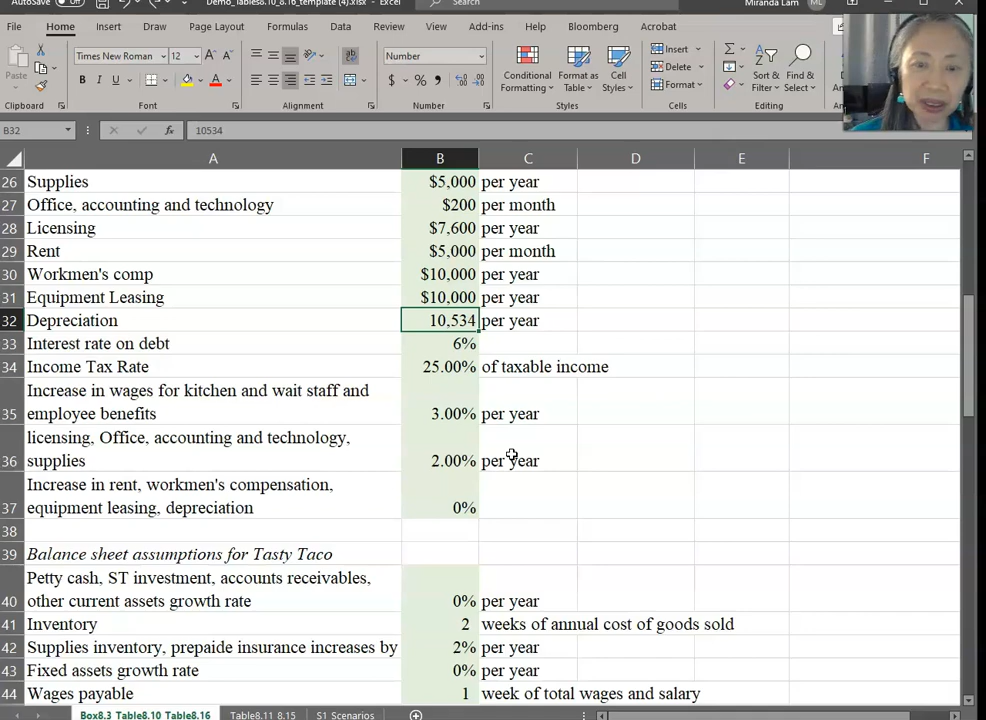 AutoSave Off Demo_Tables8.10_8.16_template (4).xlsx - Excel Search Miranda Lam ML
File Home Insert Draw Page Layout Formulas Data Review View Add-ins Help Bloomberg Acrobat
Paste Times New Roman 12 A A Number Conditional Format as Cell Insert Σ Sort & Find &
B I U A $ % , Formatting Table Styles Delete Filter Select
Format
Clipboard Font Alignment Number Styles Cells Editing
B32 fx 10534
A B C D E F
26 Supplies $5,000 per year
27 Office, accounting and technology $200 per month
28 Licensing $7,600 per year
29 Rent $5,000 per month
30 Workmen's comp $10,000 per year
31 Equipment Leasing $10,000 per year
32 Depreciation 10,534 per year
33 Interest rate on debt 6%
34 Income Tax Rate 25.00% of taxable income
Increase in wages for kitchen and wait staff and
35 employee benefits 3.00% per year
licensing, Office, accounting and technology,
36 supplies 2.00% per year
Increase in rent, workmen's compensation,
37 equipment leasing, depreciation 0%
38
39 Balance sheet assumptions for Tasty Taco
Petty cash, ST investment, accounts receivables,
40 other current assets growth rate 0% per year
41 Inventory 2 weeks of annual cost of goods sold
42 Supplies inventory, prepaide insurance increases by 2% per year
43 Fixed assets growth rate 0% per year
44 Wages payable 1 week of total wages and salary
Box8.3 Table8.10 Table8.16 Table8.11 8.15 S1 Scenarios